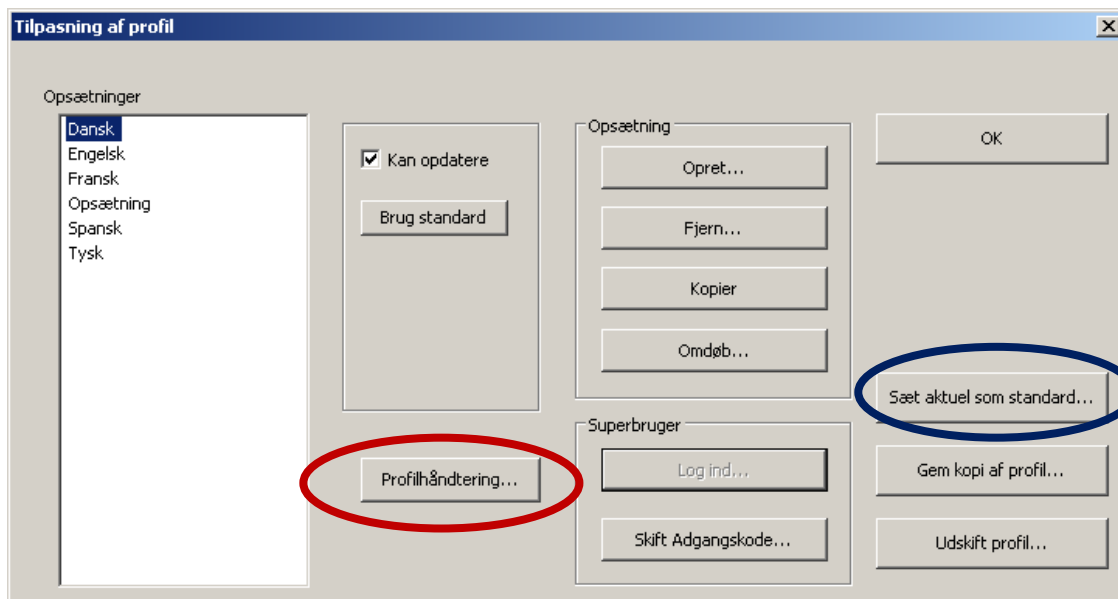 Tilpasning af profil
Opsætninger
Dansk
Engelsk
Fransk
Opsætning
Spansk
Tysk
Kan opdatere
Brug standard
Profilhåndtering...
Opsætning
Opret...
Fjern...
Kopier
Omdøb...
Superbruger
Log ind...
Skift Adgangskode...
OK
Sæt aktuel som standard...
Gem kopi af profil...
Udskift profil...